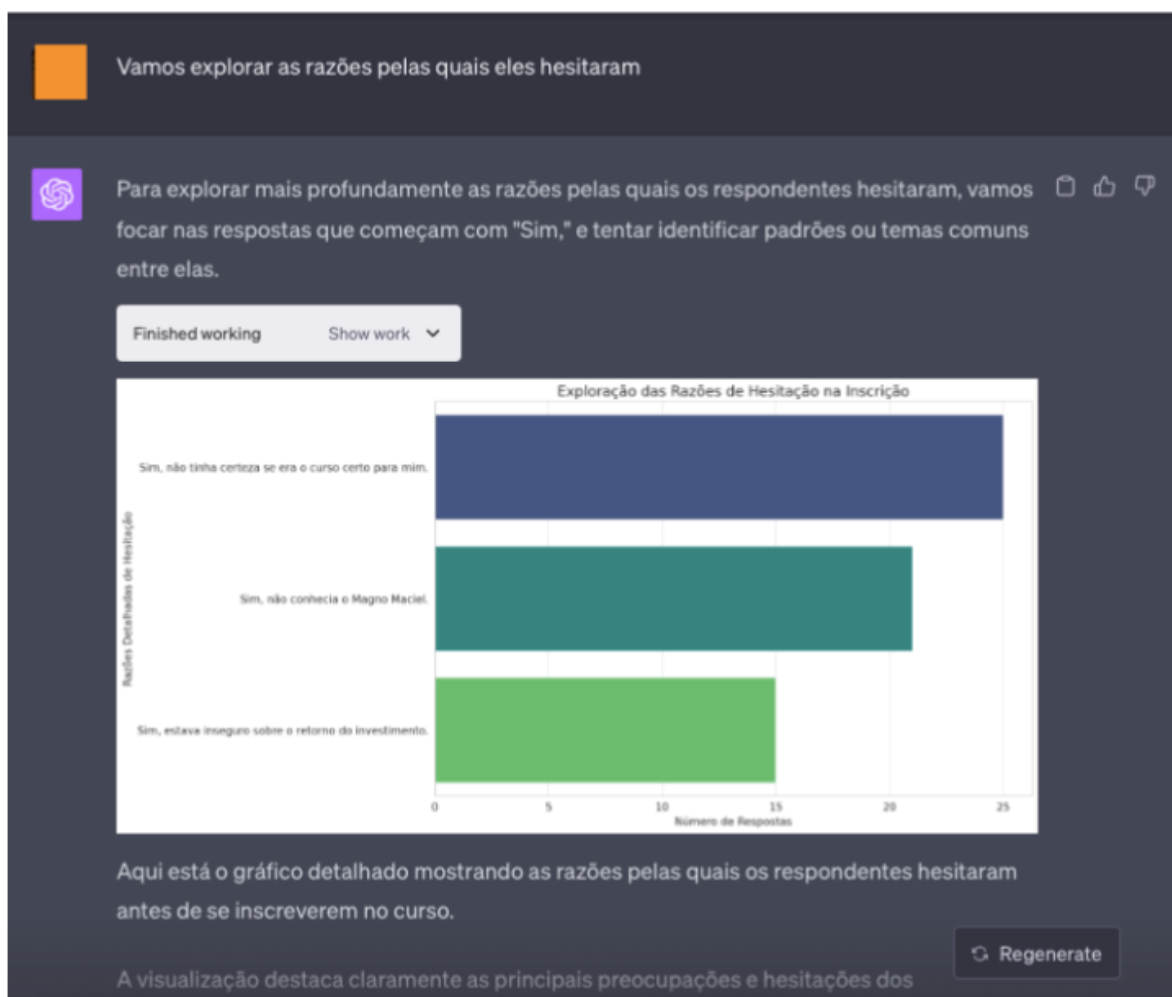 Vamos explorar as razões pelas quais eles hesitaram
Para explorar mais profundamente as razões pelas quais os respondentes hesitaram, vamos
focar nas respostas que começam com "Sim," e tentar identificar padrões ou temas comuns
entre elas.
Finished working Show work
Exploração das Razões de Hesitação na Inscrição
Razões Detalhadas de Hesitação
Sim, não tinha certeza se era o curso certo para mim.
Sim, não conhecia o Magno Maciel.
Sim, estava inseguro sobre o retorno do investimento.
0 5 10 15 20 25
Número de Respostas
Aqui está o gráfico detalhado mostrando as razões pelas quais os respondentes hesitaram
antes de se inscreverem no curso.
Regenerate
A visualização destaca claramente as principais preocupações e hesitações dos